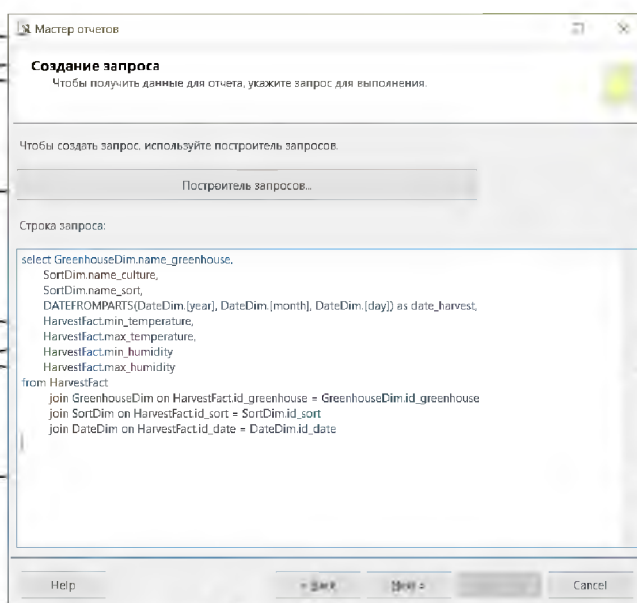 Мастер отчетов
Создание запроса
Чтобы получить данные для отчета, укажите запрос для выполнения.
Чтобы создать запрос, используйте построитель запросов.
Построитель запросов...
Строка запроса:
select GreenhouseDim.name_greenhouse,
SortDim.name_culture,
SortDim.name_sort,
DATEFROMPARTS(DateDim.[year], DateDim.[month], DateDim.[day]) as date_harvest,
HarvestFact.min_temperature,
HarvestFact.max_temperature,
HarvestFact.min_humidity
HarvestFact.max_humidity
from HarvestFact
join GreenhouseDim on HarvestFact.id_greenhouse = GreenhouseDim.id_greenhouse
join SortDim on HarvestFact.id_sort = SortDim.id_sort
join DateDim on HarvestFact.id_date = DateDim.id_date
Help < Back Next > Cancel